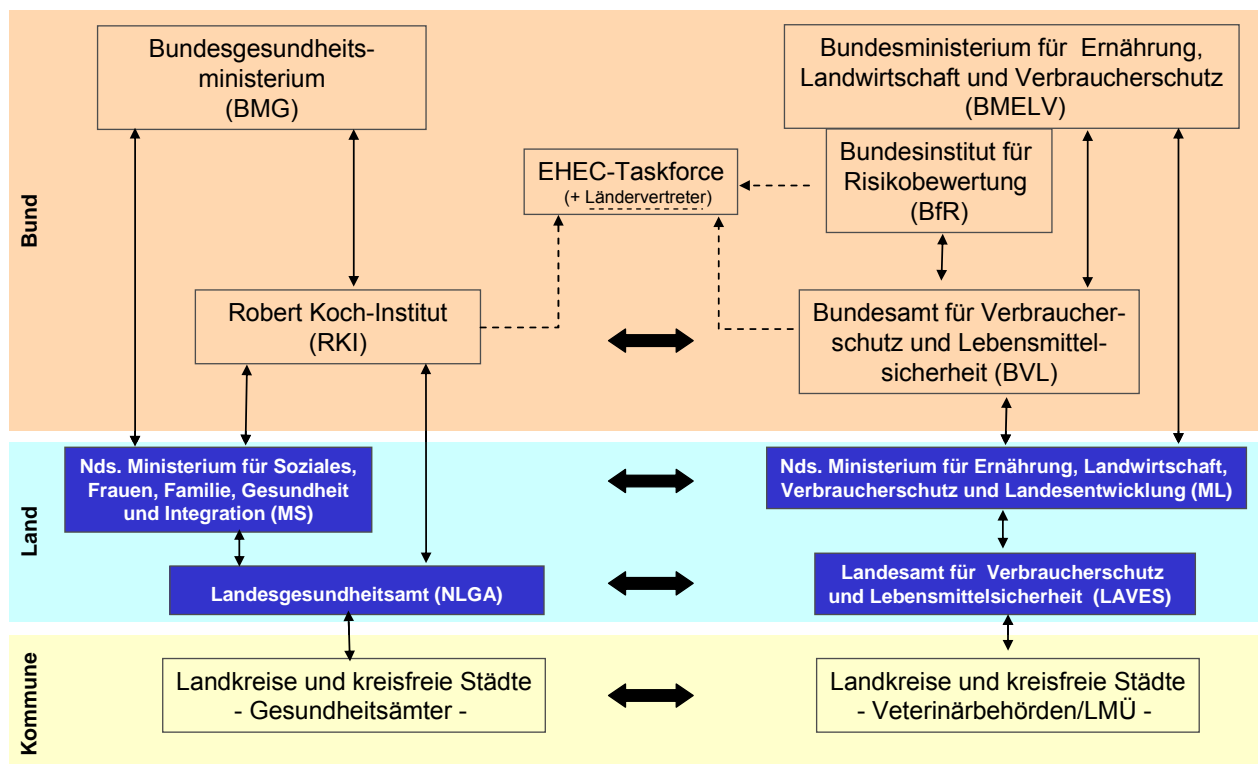 Bund
Bundesgesundheits-
ministerium
(BMG)
Bundesministerium für Ernährung,
Landwirtschaft und Verbraucherschutz
(BMELV)
EHEC-Taskforce
(+ Ländervertreter)
Bundesinstitut für
Risikobewertung
(BfR)
Robert Koch-Institut
(RKI)
Bundesamt für Verbraucher-
schutz und Lebensmittel-
sicherheit (BVL)
Land
Nds. Ministerium für Soziales,
Frauen, Familie, Gesundheit
und Integration (MS)
Nds. Ministerium für Ernährung, Landwirtschaft,
Verbraucherschutz und Landesentwicklung (ML)
Landesgesundheitsamt (NLGA)
Landesamt für Verbraucherschutz
und Lebensmittelsicherheit (LAVES)
Kommune
Landkreise und kreisfreie Städte
- Gesundheitsämter -
Landkreise und kreisfreie Städte
- Veterinärbehörden/LMÜ -